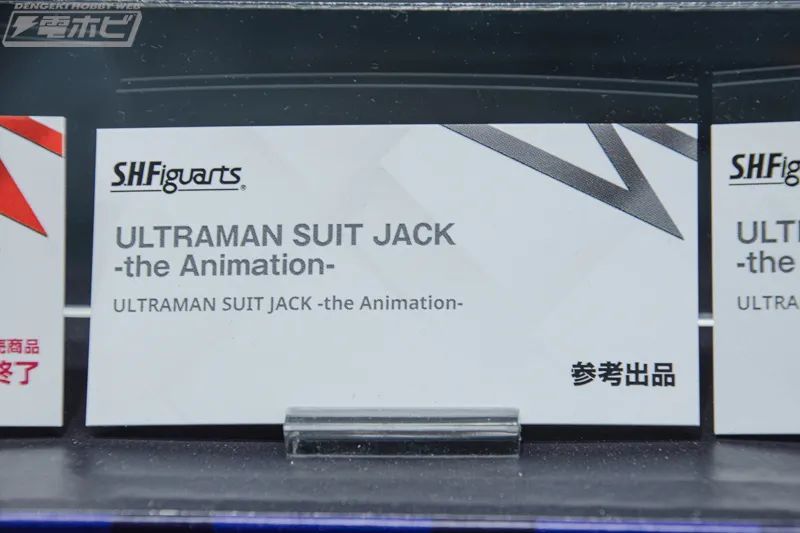 DENGEKI HOBBY WEB
電ホビ
S.H.Figuarts
ULTRAMAN SUIT JACK
-the Animation-
ULTRAMAN SUIT JACK -the Animation-
参考出品
売商品
終了
S.H.Fig
ULT
-the
ULTRA